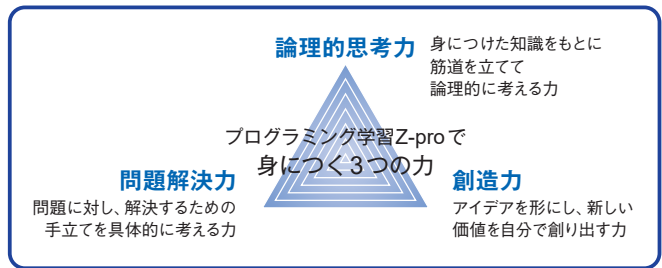 論理的思考力
身につけた知識をもとに
筋道を立てて
論理的に考える力
プログラミング学習Z-proで
身につく3つの力
問題解決力
問題に対し、解決するための
手立てを具体的に考える力
創造力
アイデアを形にし、新しい
価値を自分で創り出す力